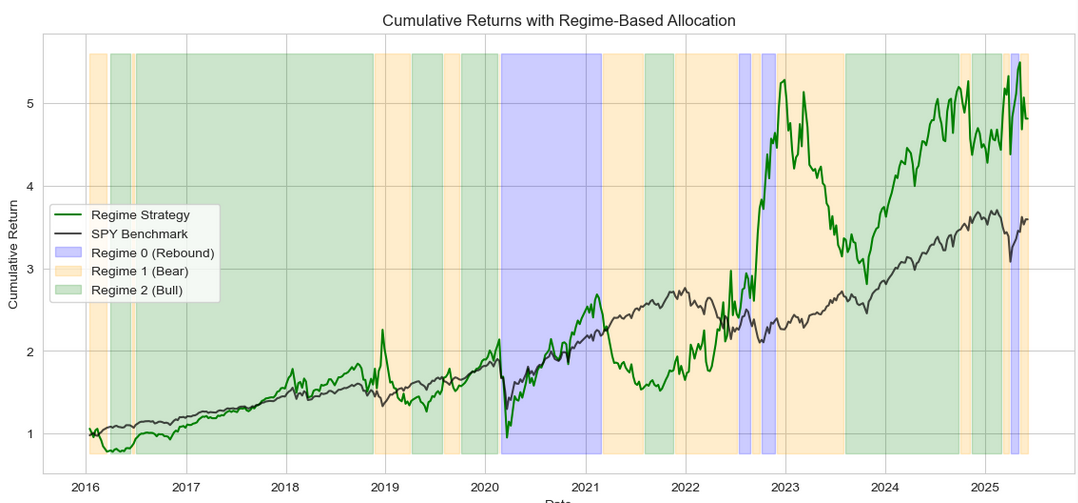 Cumulative Returns with Regime-Based Allocation
Cumulative Return
5
4
3
2
1
Regime Strategy
SPY Benchmark
Regime 0 (Rebound)
Regime 1 (Bear)
Regime 2 (Bull)
2016 2017 2018 2019 2020 2021 2022 2023 2024 2025